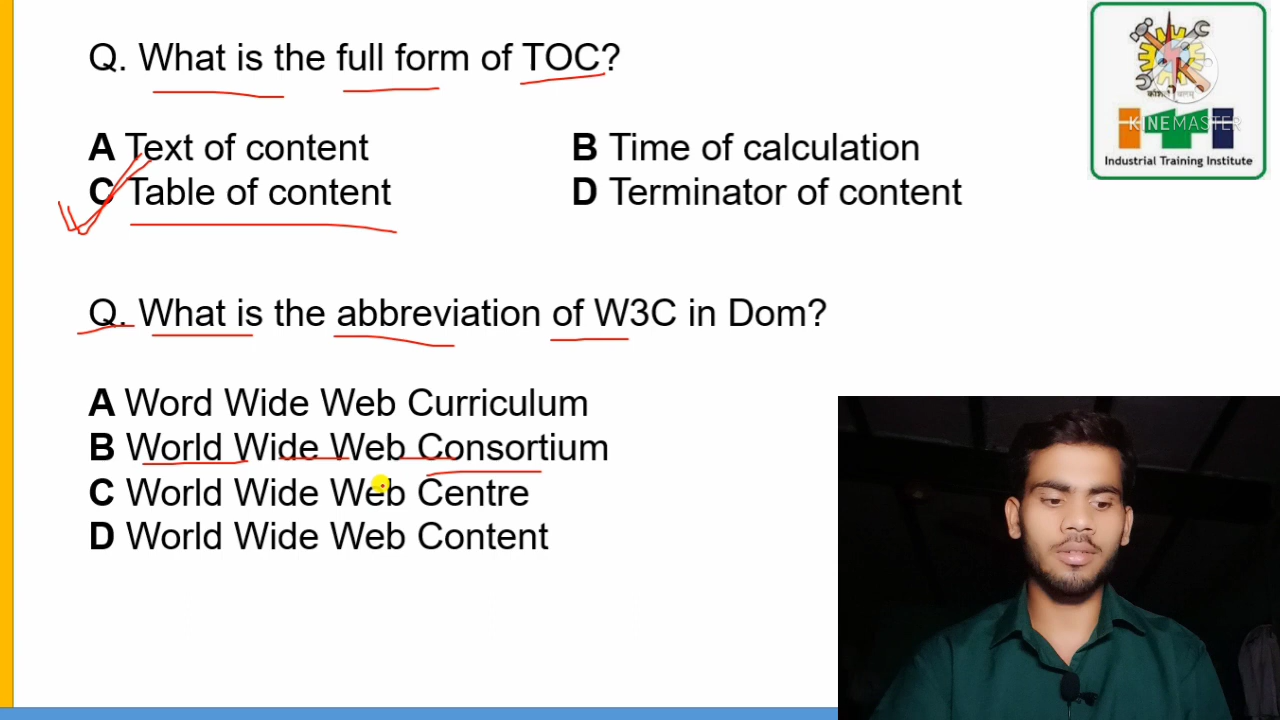 Q. What is the full form of TOC?
A Text of content
B Time of calculation
C Table of content
D Terminator of content
Q. What is the abbreviation of W3C in Dom?
A Word Wide Web Curriculum
B World Wide Web Consortium
C World Wide Web Centre
D World Wide Web Content
KINEMASTER
Industrial Training Institute